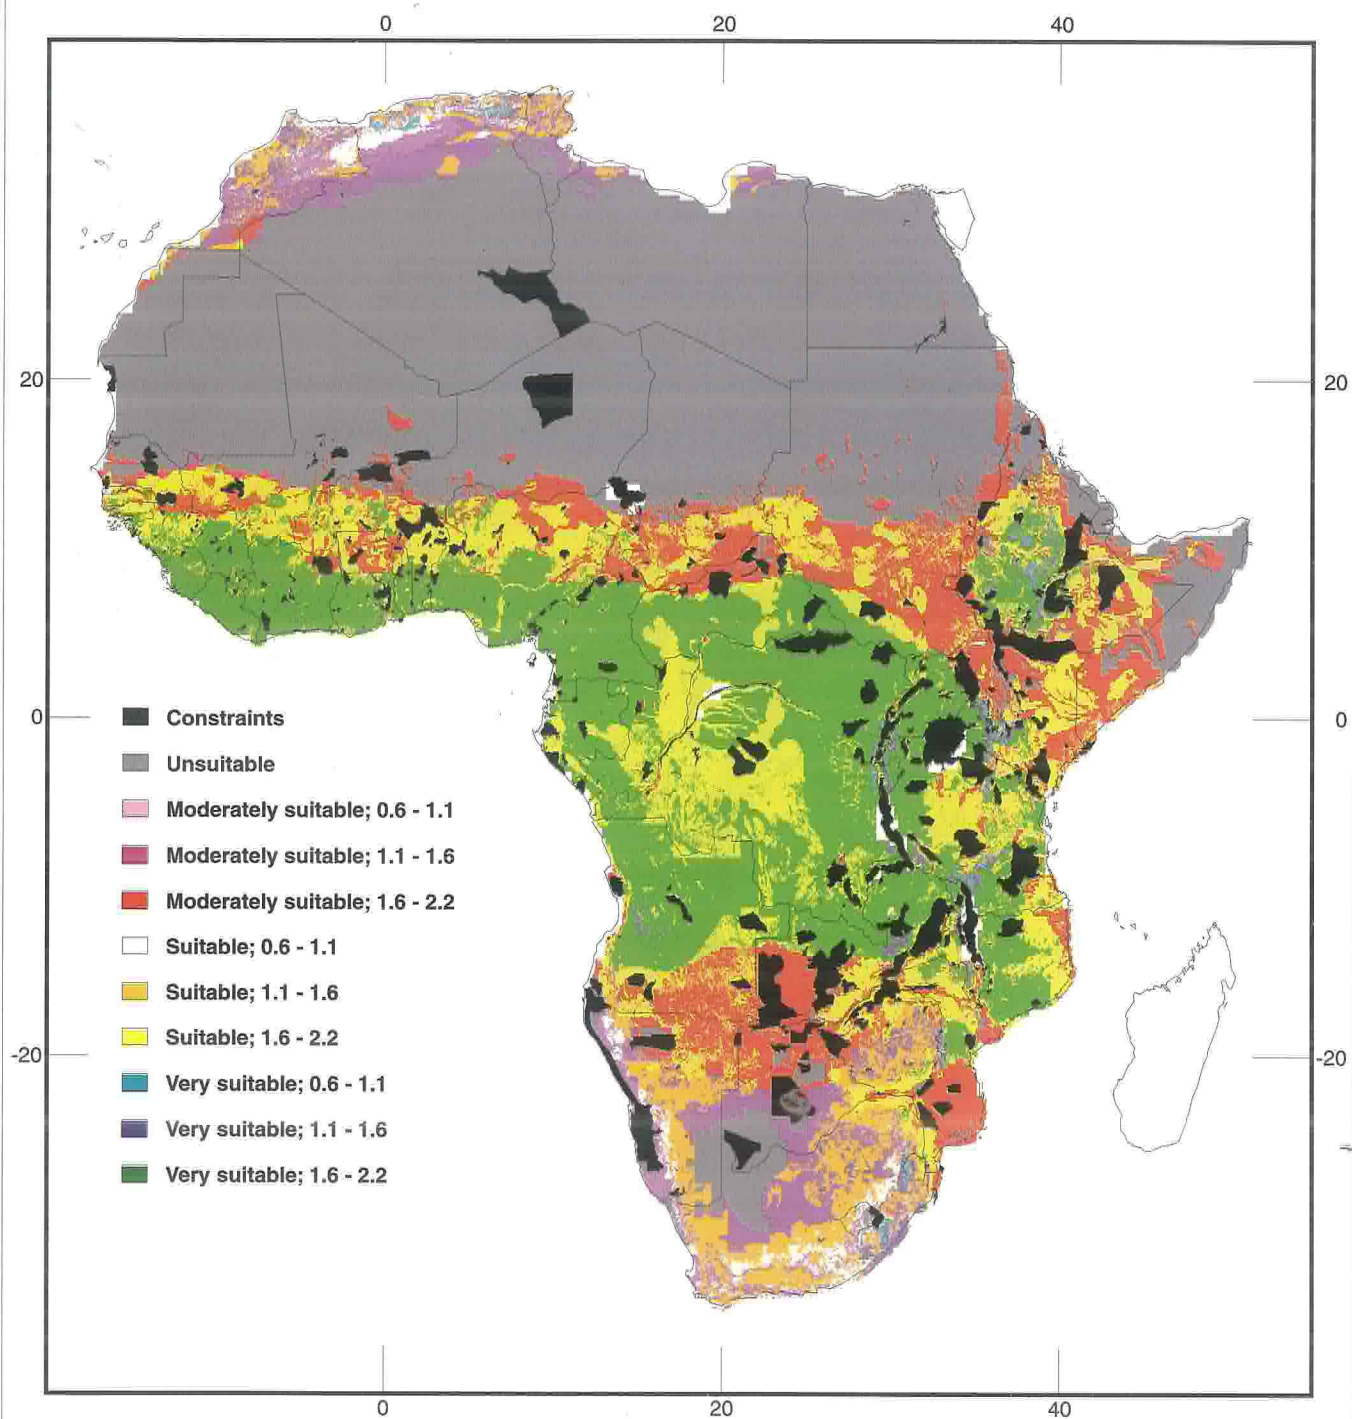 0 20 40
20 20
0 0
-20 -20
Constraints
Unsuitable
Moderately suitable; 0.6 - 1.1
Moderately suitable; 1.1 - 1.6
Moderately suitable; 1.6 - 2.2
Suitable; 0.6 - 1.1
Suitable; 1.1 - 1.6
Suitable; 1.6 - 2.2
Very suitable; 0.6 - 1.1
Very suitable; 1.1 - 1.6
Very suitable; 1.6 - 2.2
0 20 40